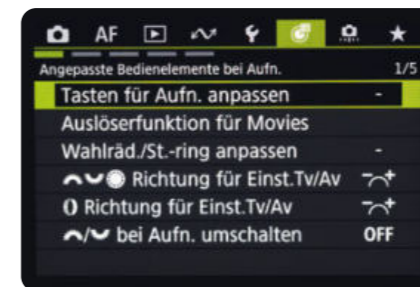 AF
Angepasste Bedienelemente bei Aufn. 1/5
Tasten für Aufn. anpassen -
Auslöserfunktion für Movies
Wahlräd./St.-ring anpassen -
Richtung für Einst.Tv/Av -+
Richtung für Einst.Tv/Av -+
/ bei Aufn. umschalten OFF